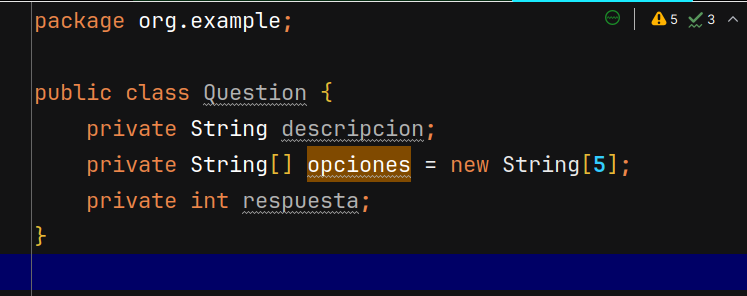 package org.example;
5 3
public class Question {
    private String descripcion;
    private String[] opciones = new String[5];
    private int respuesta;
}